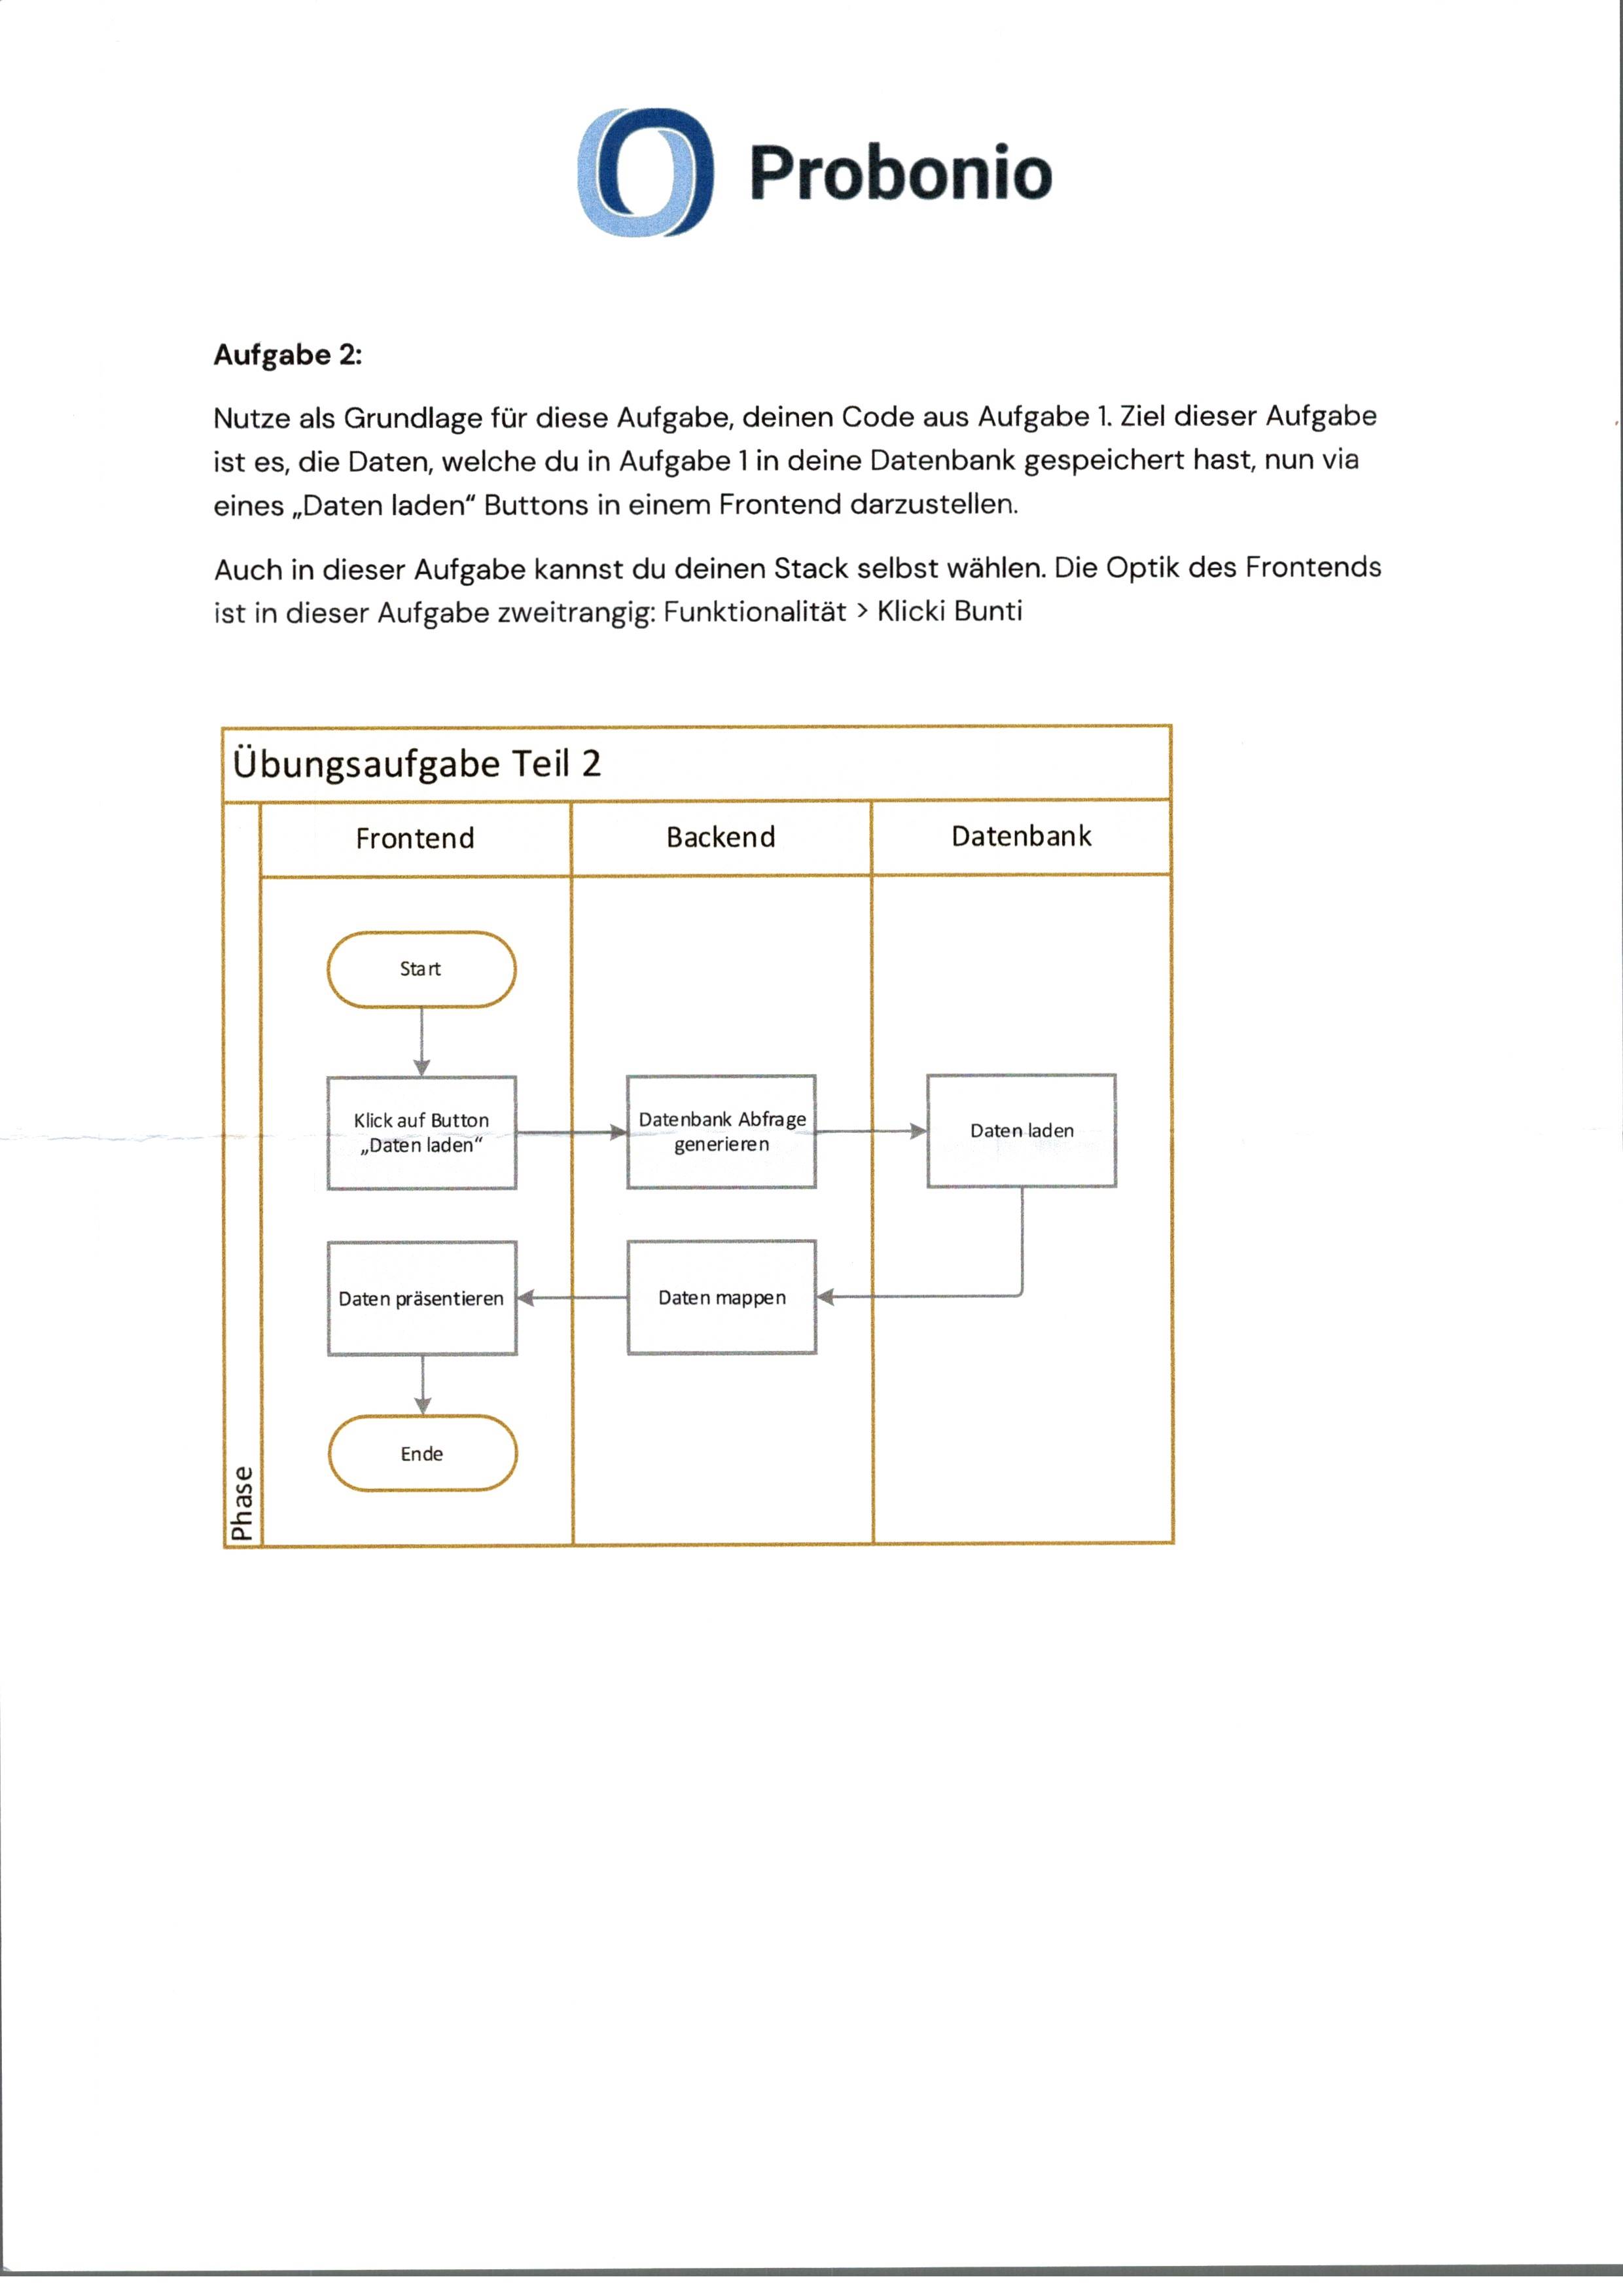 Probonio
Aufgabe 2:
Nutze als Grundlage für diese Aufgabe, deinen Code aus Aufgabe 1. Ziel dieser Aufgabe
ist es, die Daten, welche du in Aufgabe 1 in deine Datenbank gespeichert hast, nun via
eines „Daten laden“ Buttons in einem Frontend darzustellen.
Auch in dieser Aufgabe kannst du deinen Stack selbst wählen. Die Optik des Frontends
ist in dieser Aufgabe zweitrangig: Funktionalität > Klicki Bunti
Übungsaufgabe Teil 2
Frontend
Backend
Datenbank
Start
Klick auf Button
„Daten laden“
Datenbank Abfrage
generieren
Daten laden
Daten präsentieren
Daten mappen
Ende
Phase